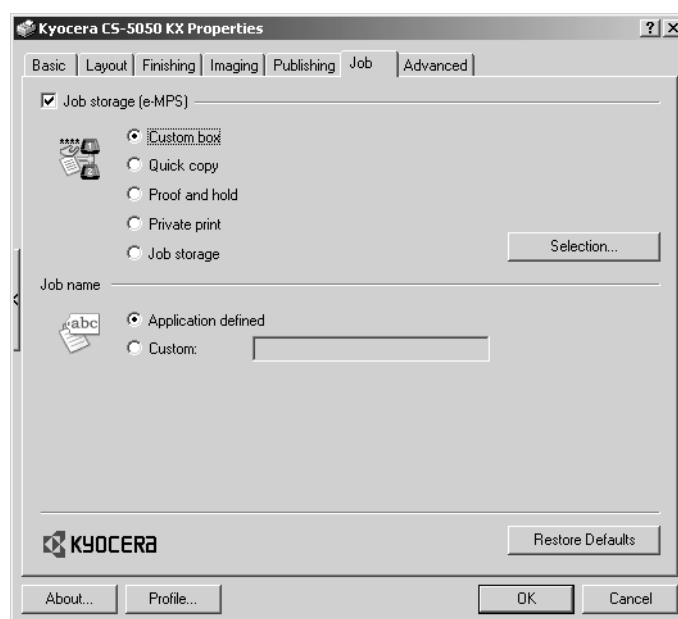 Kyocera CS-5050 KX Properties
Basic Layout Finishing Imaging Publishing Job Advanced
Job storage (e-MPS)
Custom box
Quick copy
Proof and hold
Private print
Job storage
Selection...
Job name
abc
Application defined
Custom:
KYOCERA
Restore Defaults
About... Profile... OK Cancel